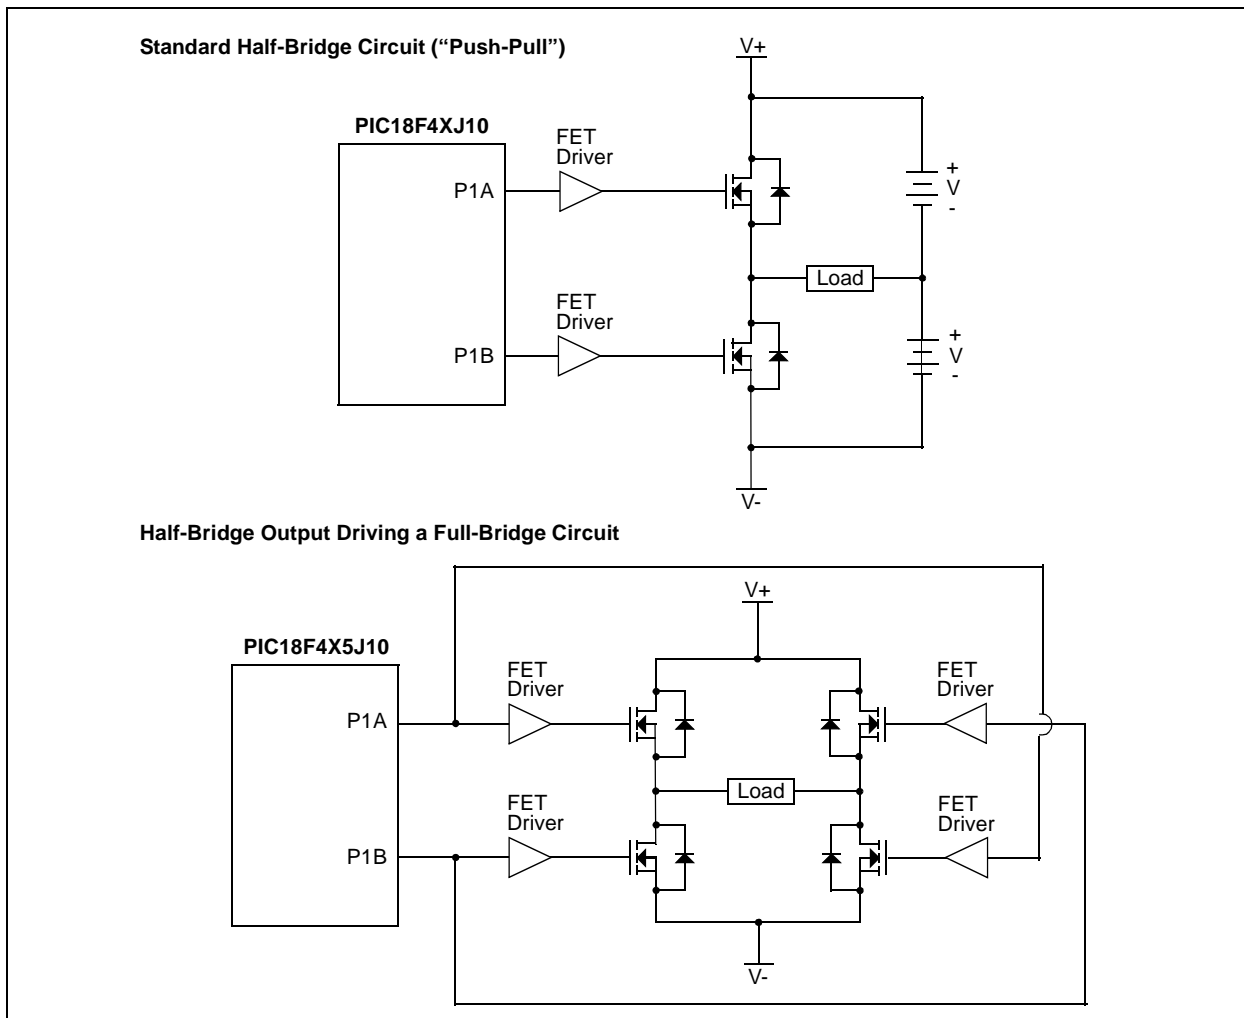 Standard Half-Bridge Circuit (“Push-Pull”)
V+
PIC18F4XJ10
FET
Driver
P1A
+
V
-
Load
FET
Driver
P1B
+
V
-
V-
Half-Bridge Output Driving a Full-Bridge Circuit
V+
PIC18F4X5J10
FET
Driver
FET
Driver
P1A
Load
FET
Driver
FET
Driver
P1B
V-